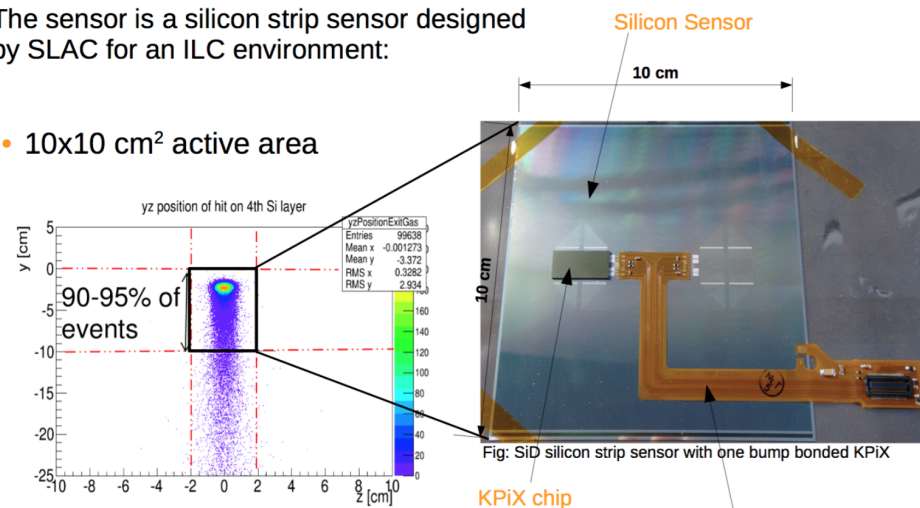 The sensor is a silicon strip sensor designed
by SLAC for an ILC environment:
• 10x10 cm² active area
Silicon Sensor
10 cm
10 cm
yz position of hit on 4th Si layer
yzPositionExitGas
Entries 99638
Mean x -0.001273
Mean y -3.372
RMS x 0.3282
RMS y 2.934
y [cm]
5
0
-5
-10
-15
-20
-25
90-95% of
events
160
140
120
100
80
60
40
20
0
-10 -8 -6 -4 -2 0 2 4 6 8 10
z [cm]
Fig: SiD silicon strip sensor with one bump bonded KPiX
KPiX chip